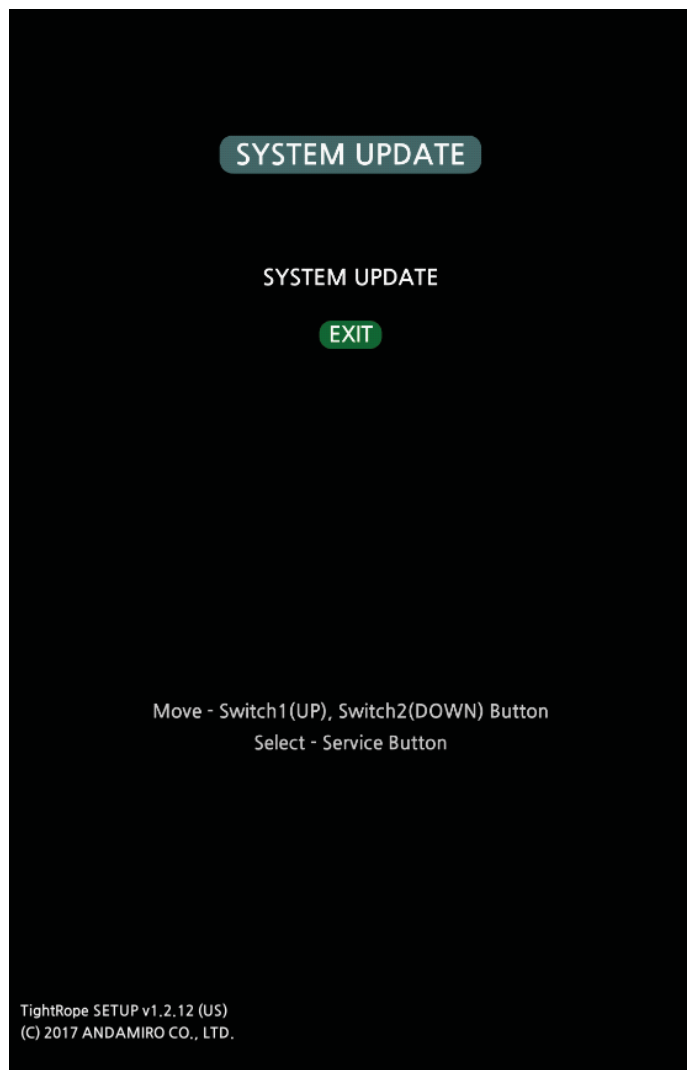 SYSTEM UPDATE
SYSTEM UPDATE
EXIT
Move - Switch1(UP), Switch2(DOWN) Button
Select - Service Button
TightRope SETUP v1.2.12 (US)
(C) 2017 ANDAMIRO CO., LTD.